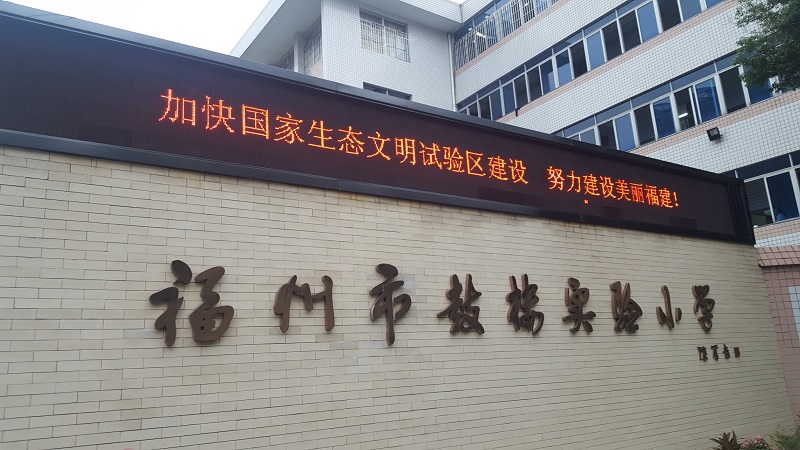 加快国家生态文明试验区建设 努力建设美丽福建!
福州市鼓楼实验小学